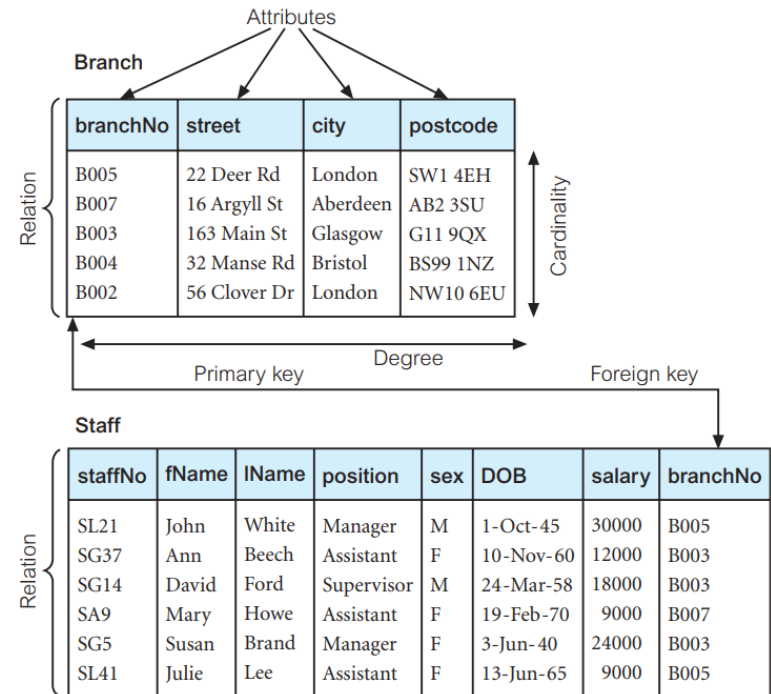 Attributes
Branch
branchNo street city postcode
B005 22 Deer Rd London SW1 4EH
B007 16 Argyll St Aberdeen AB2 3SU
B003 163 Main St Glasgow G11 9QX
B004 32 Manse Rd Bristol BS99 1NZ
B002 56 Clover Dr London NW10 6EU
Relation
Cardinality
Degree
Primary key Foreign key
Staff
staffNo fName lName position sex DOB salary branchNo
SL21 John White Manager M 1-Oct-45 30000 B005
SG37 Ann Beech Assistant F 10-Nov-60 12000 B003
SG14 David Ford Supervisor M 24-Mar-58 18000 B003
SA9 Mary Howe Assistant F 19-Feb-70 9000 B007
SG5 Susan Brand Manager F 3-Jun-40 24000 B003
SL41 Julie Lee Assistant F 13-Jun-65 9000 B005
Relation